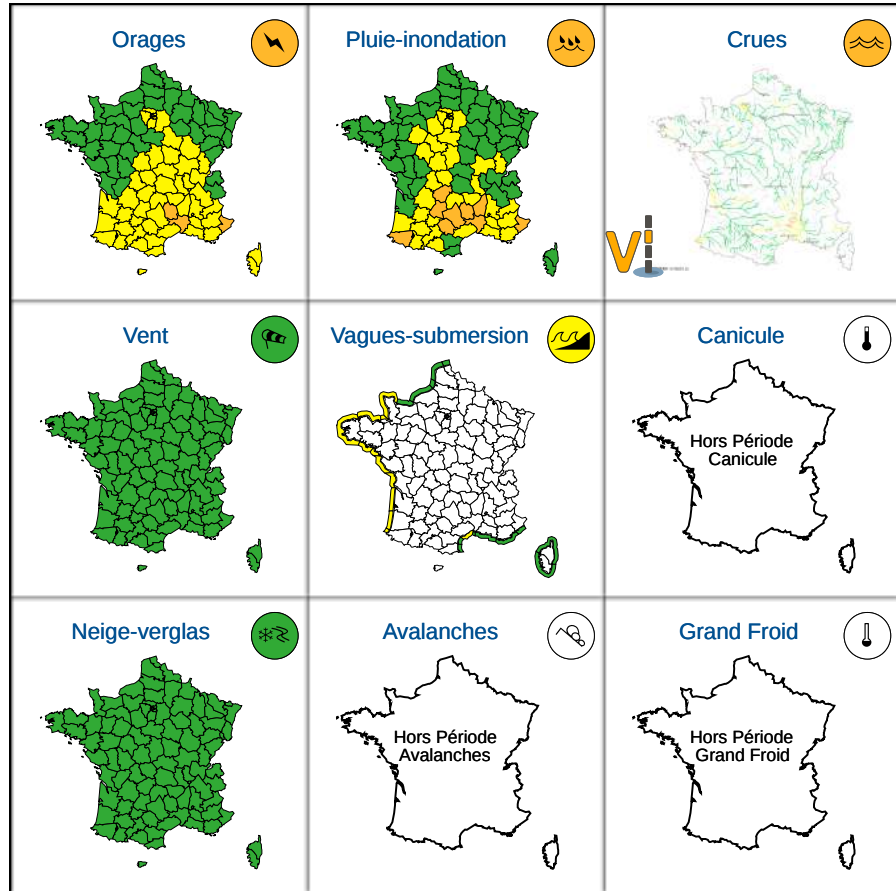 Orages
Pluie-inondation
Crues
Vi
Vent
Vagues-submersion
Canicule
Hors Période
Canicule
Neige-verglas
Avalanches
Grand Froid
Hors Période
Avalanches
Hors Période
Grand Froid